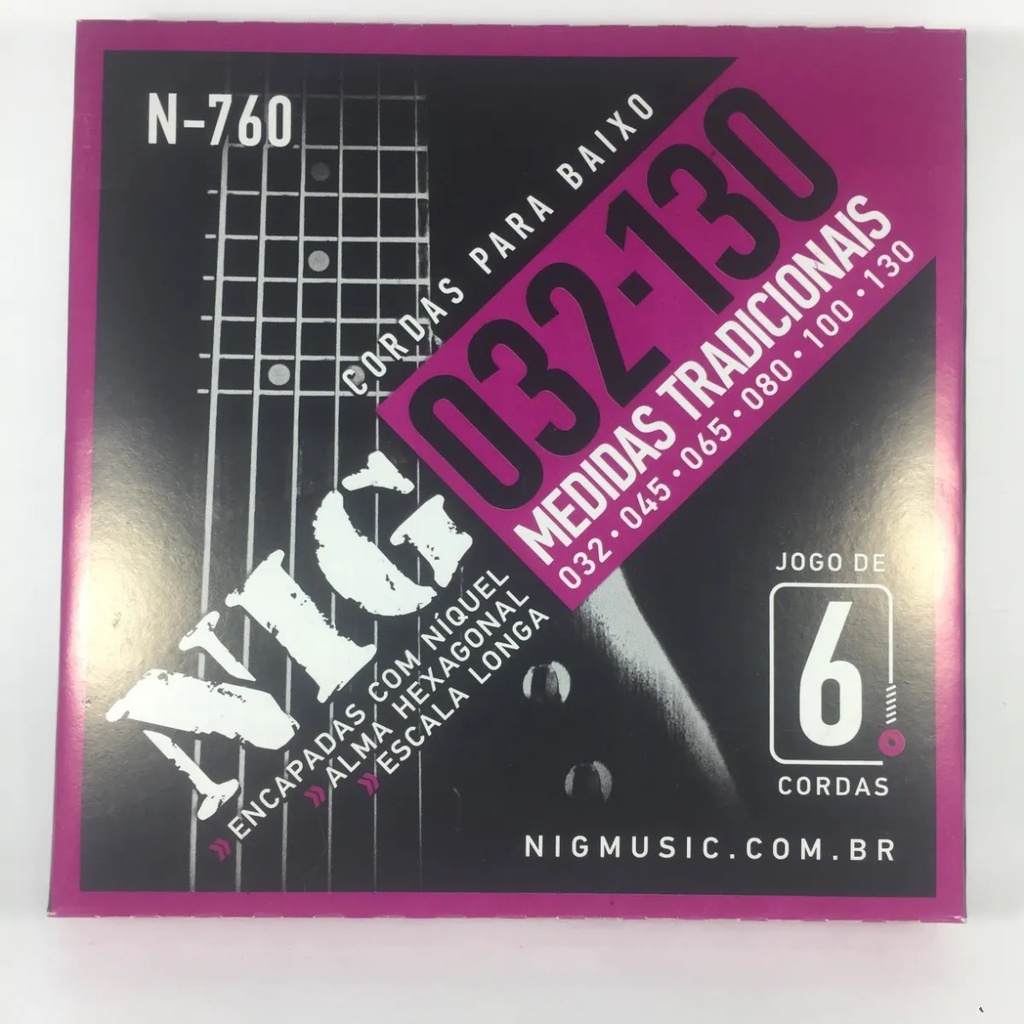 N-760
CORDAS PARA BAIXO
032-130
MEDIDAS TRADICIONAIS
032 • 045 • 065 • 080 • 100 • 130
NIG
ENCAPADAS COM NÍQUEL
ALMA HEXAGONAL
ESCALA LONGA
JOGO DE
6
CORDAS
NIGMUSIC.COM.BR